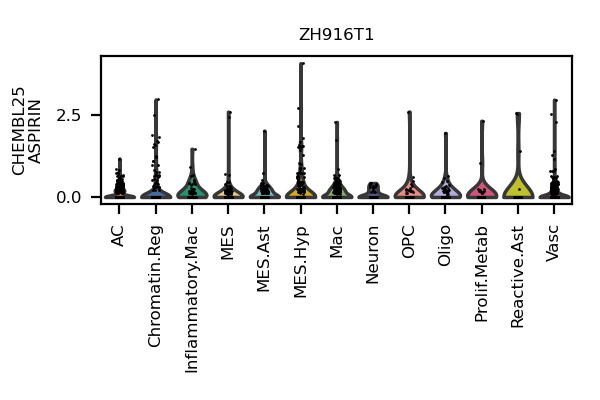 ZH916T1
CHEMBL25
ASPIRIN
2.5
0.0
AC
Chromatin.Reg
Inflammatory.Mac
MES
MES.Ast
MES.Hyp
Mac
Neuron
OPC
Oligo
Prolif.Metab
Reactive.Ast
Vasc